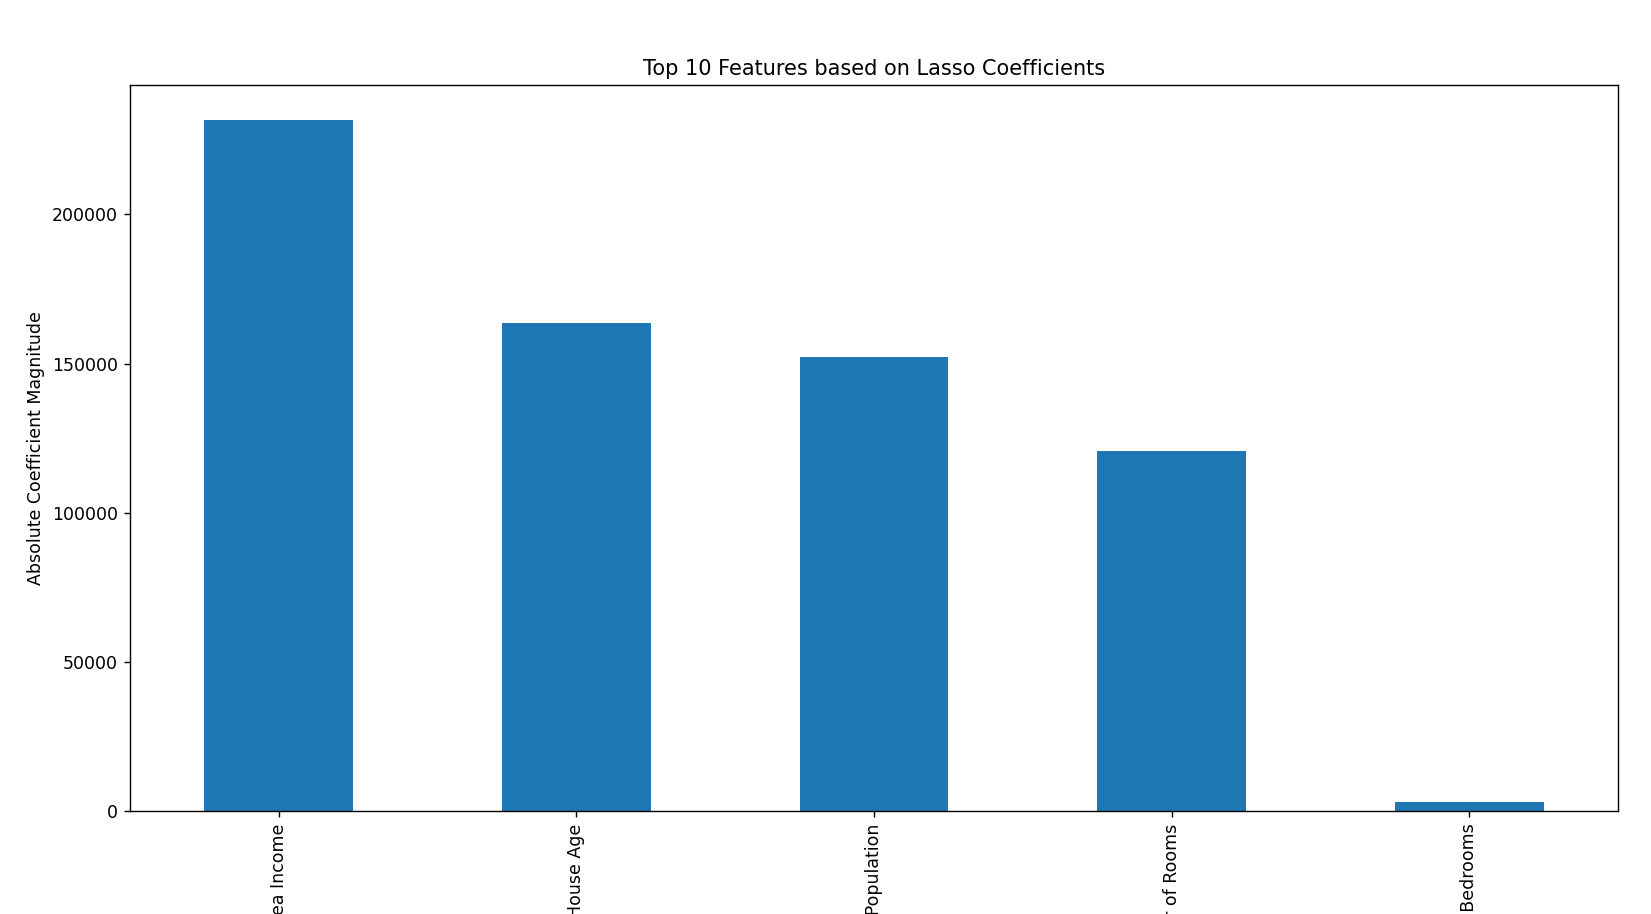 Top 10 Features based on Lasso Coefficients
Absolute Coefficient Magnitude
200000
150000
100000
50000
0
ea Income
House Age
Population
of Rooms
Bedrooms